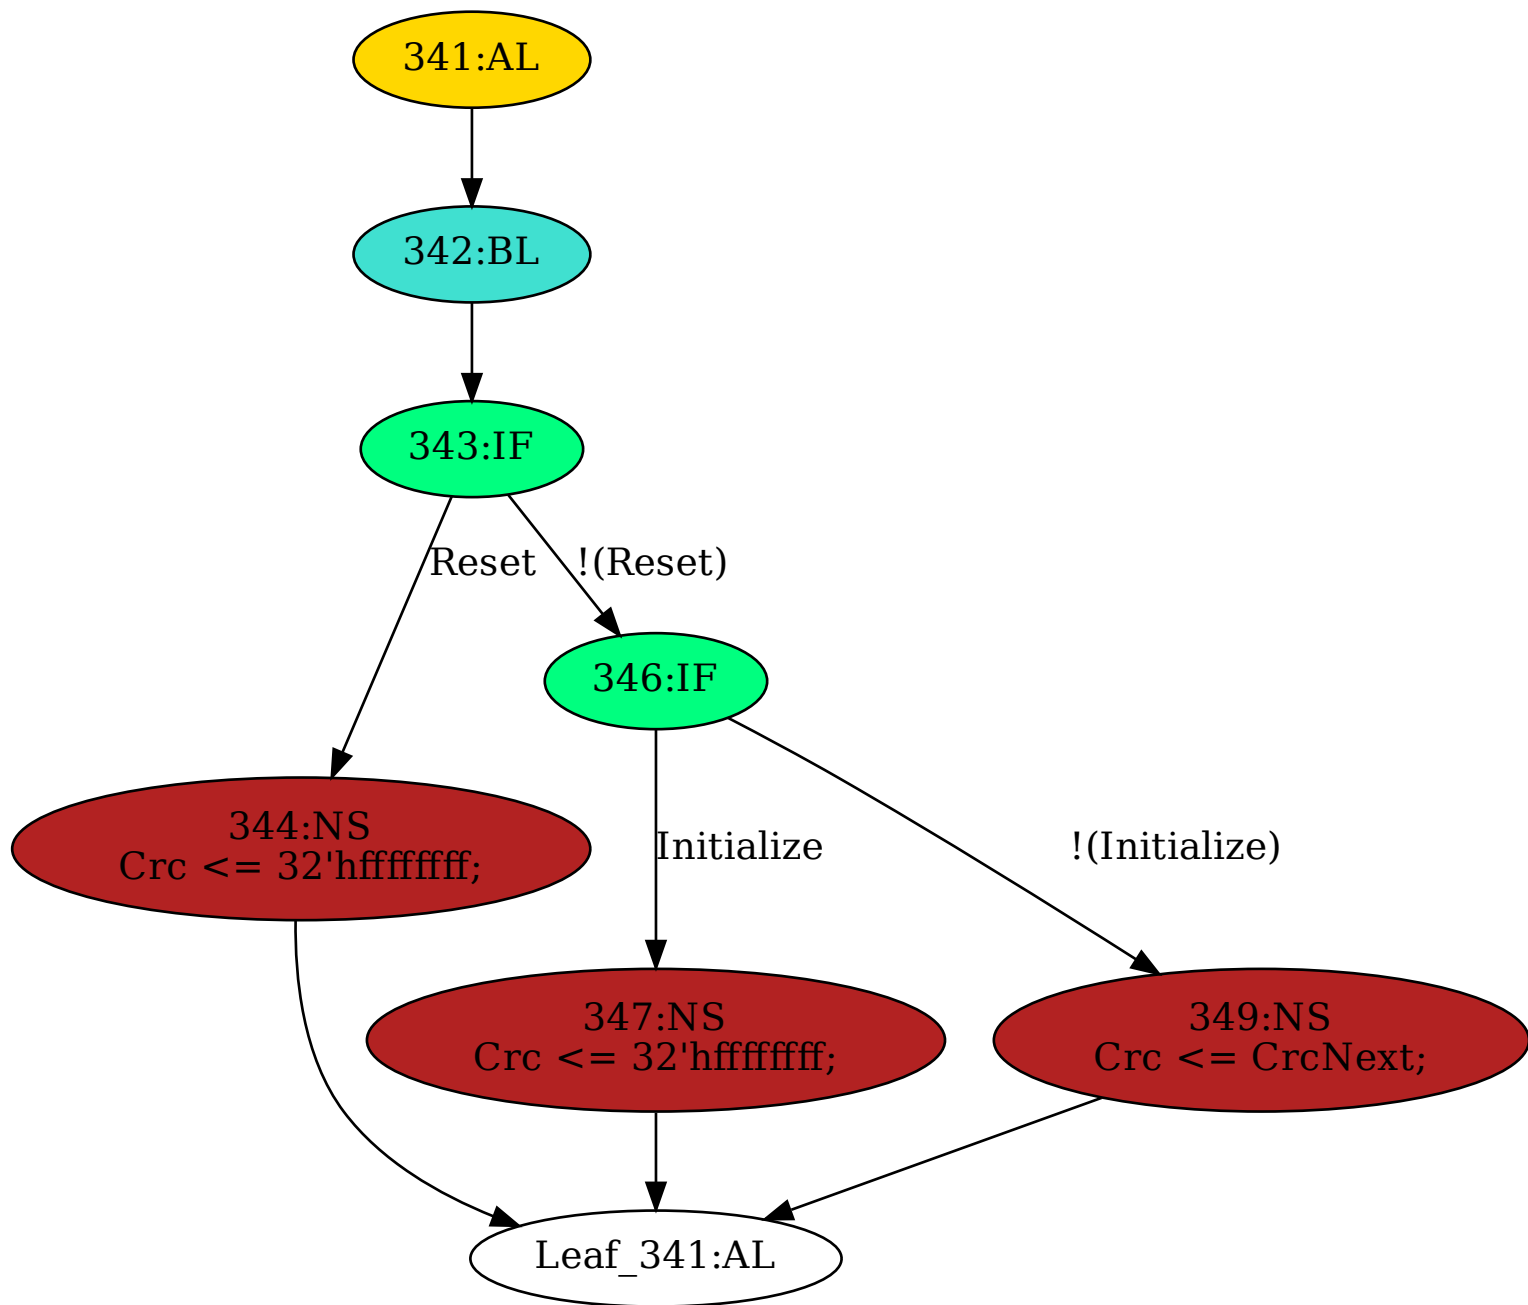 341:AL
342:BL
343:IF
Reset
!(Reset)
346:IF
344:NS
Crc <= 32'hffffffff;
Initialize
!(Initialize)
347:NS
Crc <= 32'hffffffff;
349:NS
Crc <= CrcNext;
Leaf_341:AL